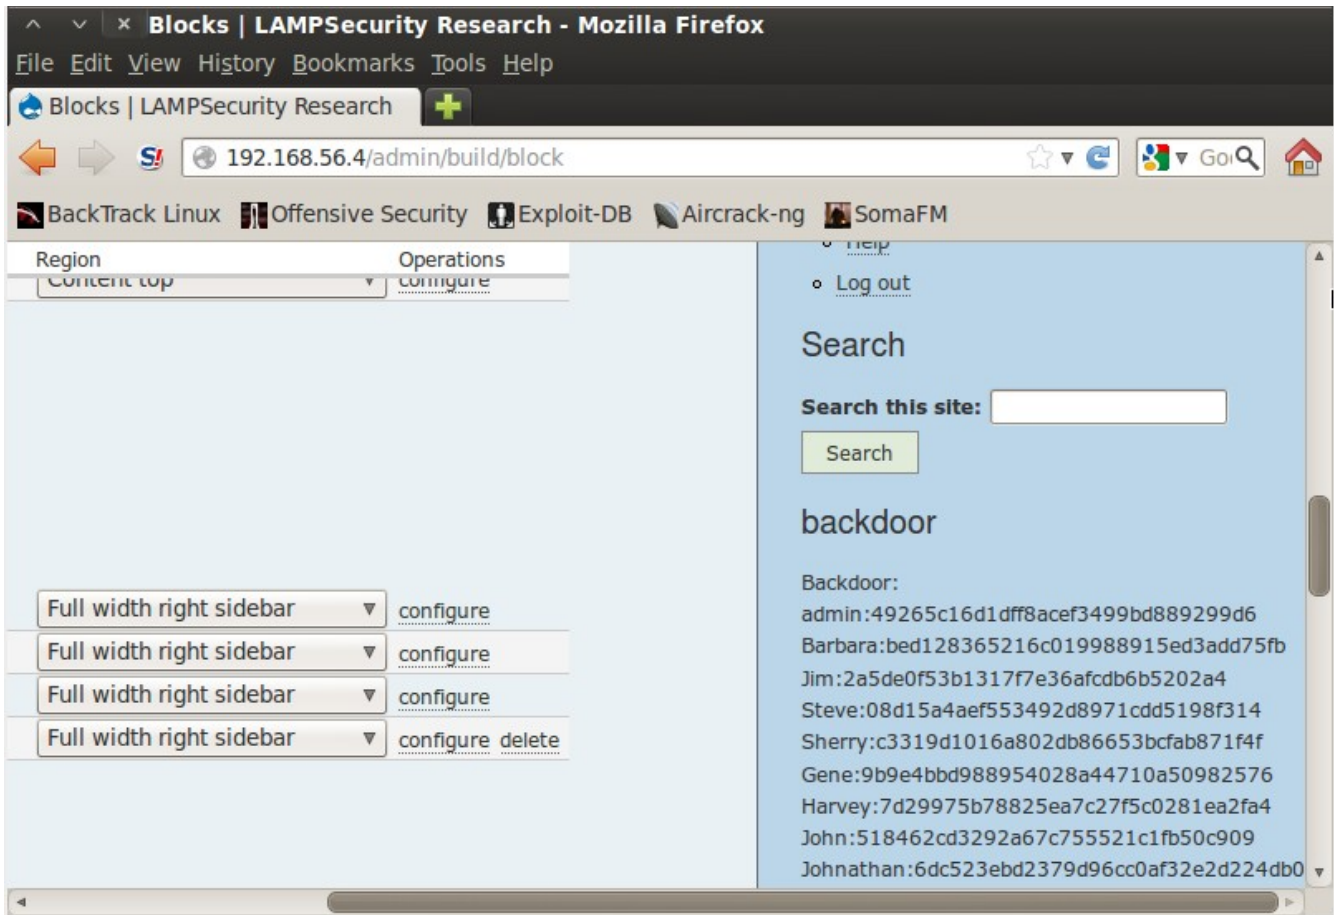 Blocks | LAMPSecurity Research - Mozilla Firefox
File Edit View History Bookmarks Tools Help
Blocks | LAMPSecurity Research
S! 192.168.56.4/admin/build/block
BackTrack Linux Offensive Security Exploit-DB Aircrack-ng SomaFM
Region Operations
Content top configure
Full width right sidebar configure
Full width right sidebar configure
Full width right sidebar configure
Full width right sidebar configure delete
Help
Log out
Search
Search this site:
Search
backdoor
Backdoor:
admin:49265c16d1dff8acef3499bd889299d6
Barbara:bed128365216c019988915ed3add75fb
Jim:2a5de0f53b1317f7e36afcdb6b5202a4
Steve:08d15a4aef553492d8971cdd5198f314
Sherry:c3319d1016a802db86653bcfab871f4f
Gene:9b9e4bbd988954028a44710a50982576
Harvey:7d29975b78825ea7c27f5c0281ea2fa4
John:518462cd3292a67c755521c1fb50c909
Johnathan:6dc523ebd2379d96cc0af32e2d224db0